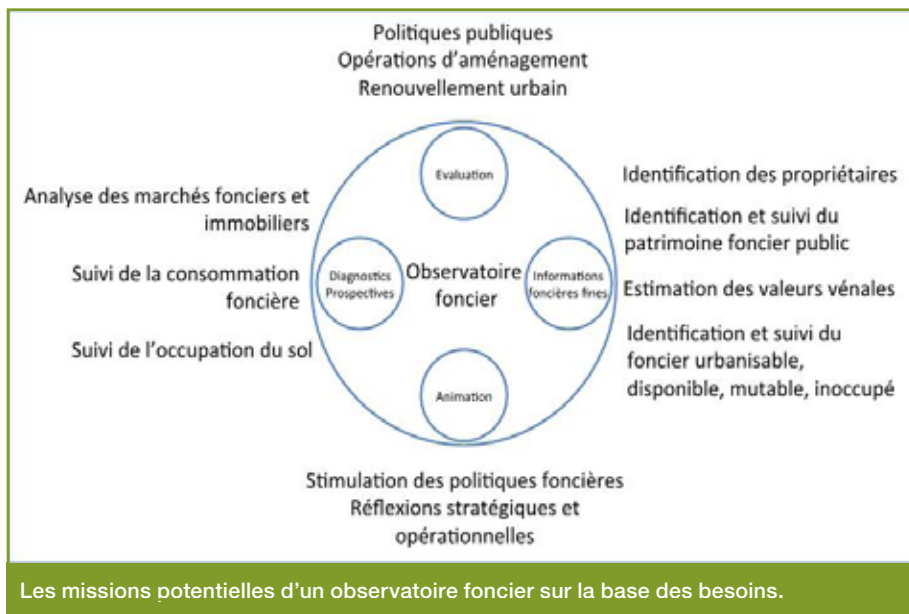 Politiques publiques
Opérations d'aménagement
Renouvellement urbain
Evaluation
Analyse des marchés fonciers et
immobiliers
Suivi de la consommation
foncière
Suivi de l'occupation du sol
Diagnostics
Prospectives
Observatoire
foncier
Informations
foncières fines
Identification des propriétaires
Identification et suivi du
patrimoine foncier public
Estimation des valeurs vénales
Identification et suivi du
foncier urbanisable,
disponible, mutable, inoccupé
Animation
Stimulation des politiques foncières
Réflexions stratégiques et
opérationnelles
Les missions potentielles d'un observatoire foncier sur la base des besoins.